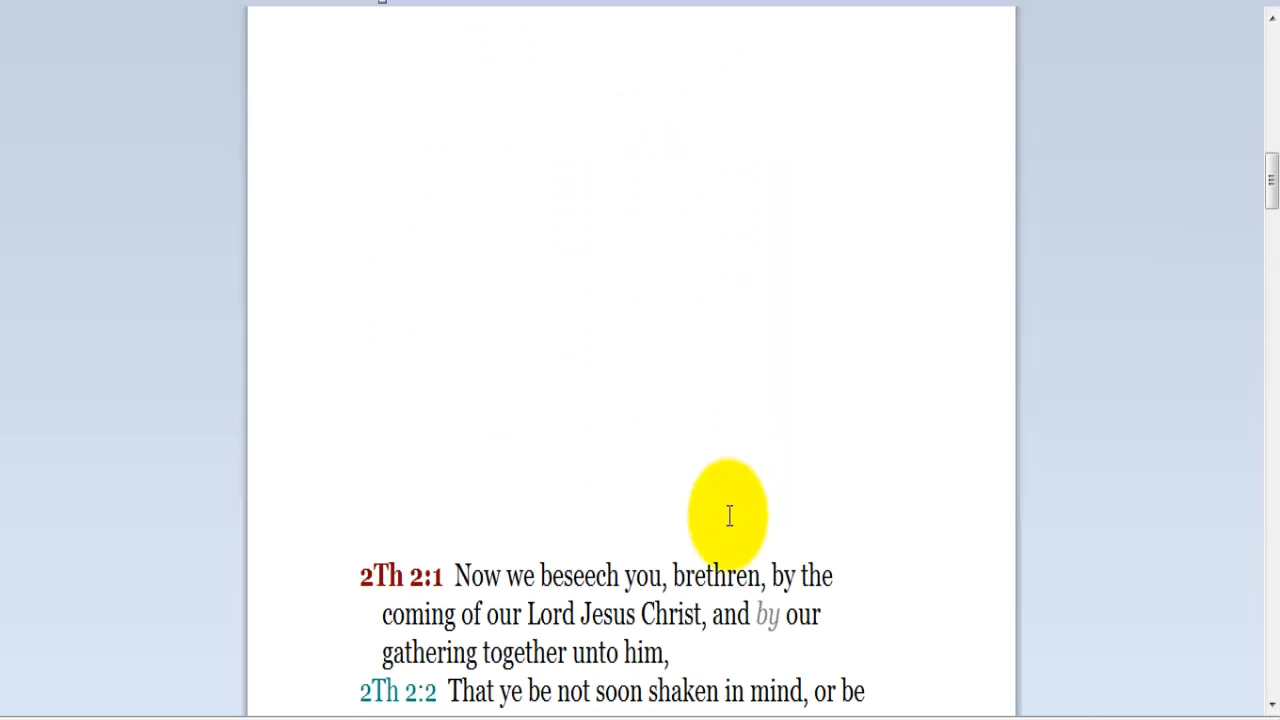 2Th 2:1 Now we beseech you, brethren, by the
coming of our Lord Jesus Christ, and by our
gathering together unto him,
2Th 2:2 That ye be not soon shaken in mind, or be